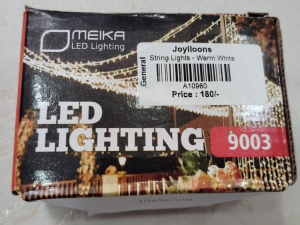 MEIKA
LED Lighting
General
Joylloons
String Lights - Warm White
A10960
Price : 180/-
LED
LIGHTING
9003